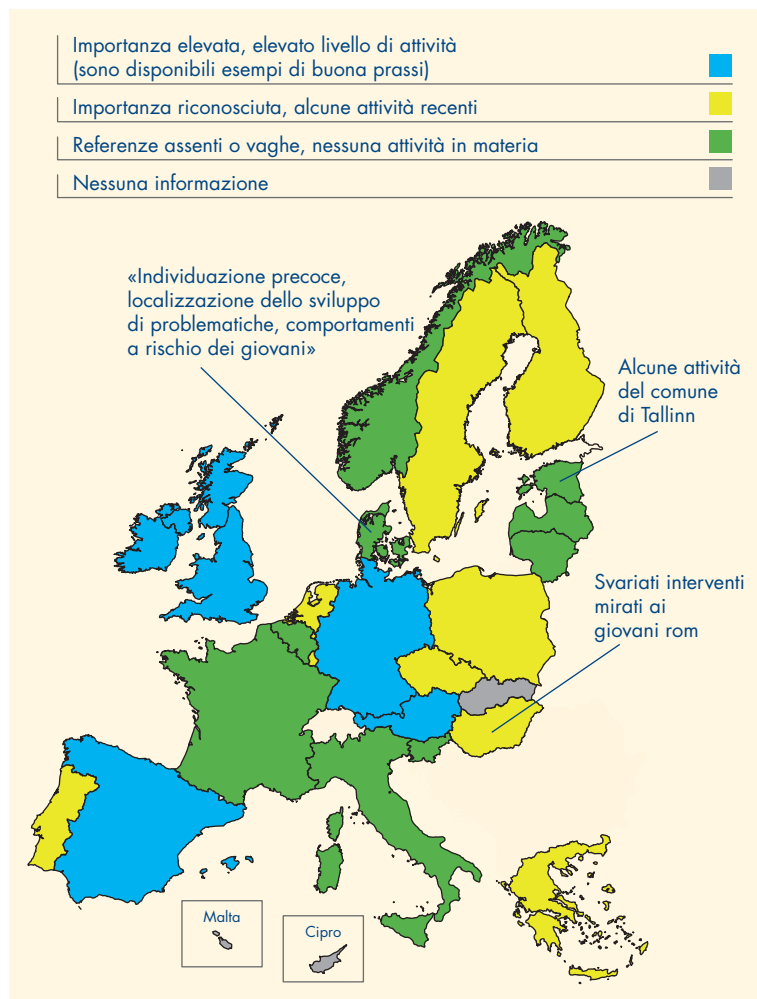 Importanza elevata, elevato livello di attività
(sono disponibili esempi di buona prassi)
Importanza riconosciuta, alcune attività recenti
Referenze assenti o vaghe, nessuna attività in materia
Nessuna informazione
«Individuazione precoce,
localizzazione dello sviluppo
di problematiche, comportamenti
a rischio dei giovani»
Alcune attività
del comune
di Tallinn
Svariati interventi
mirati ai
giovani rom
Malta
Cipro